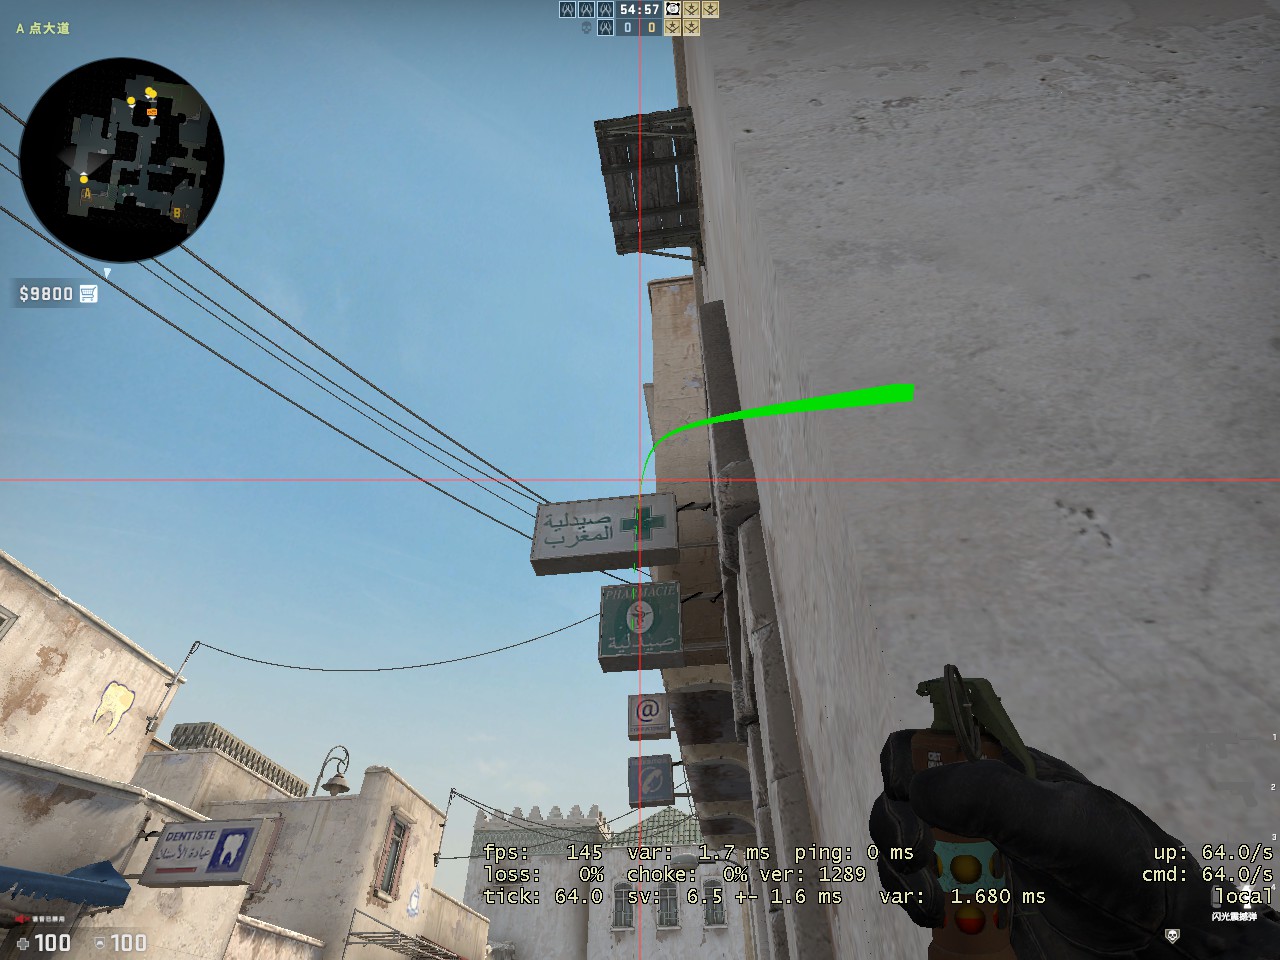 54:57
0 0
A 点大道
A
B
$9800
صيدلية
المغرب
PHARMACIE
صيدلية
@
DENTISTE
عيادة الأسنان
fps: 145 var: 1.7 ms ping: 0 ms
loss: 0% choke: 0% ver: 1289
tick: 64.0 sv: 6.5 +- 1.6 ms var: 1.680 ms
up: 64.0/s
cmd: 64.0/s
local
1
2
3
闪光震撼弹
100 100